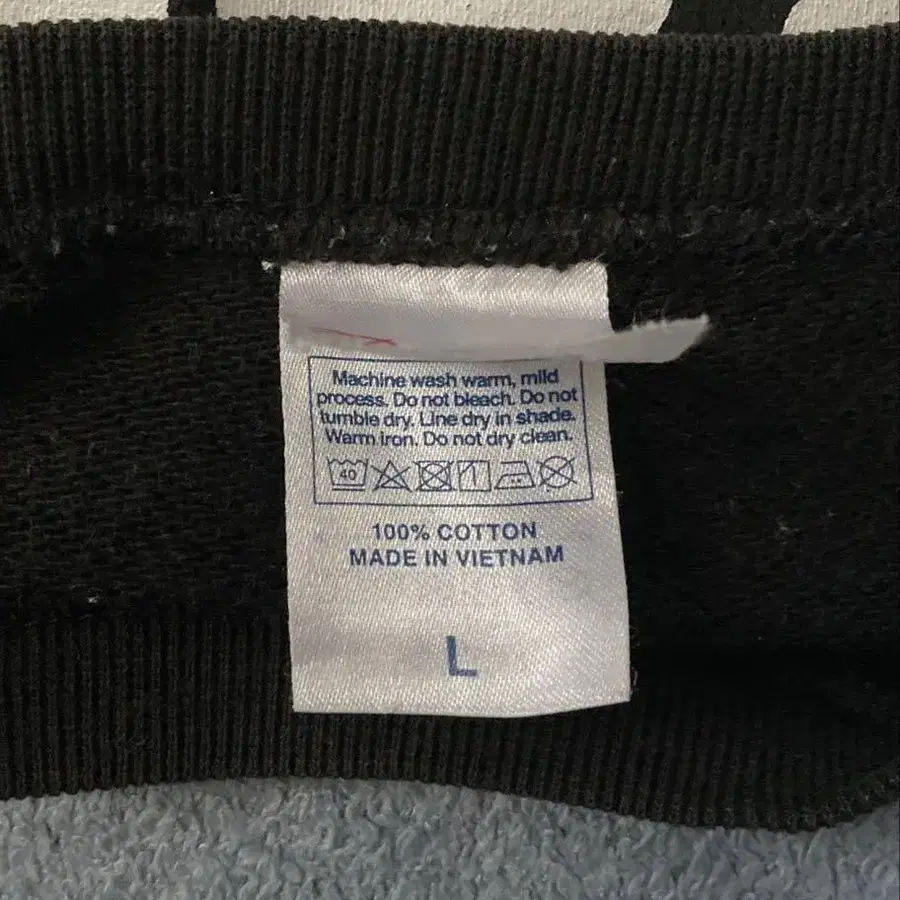 Machine wash warm, mild
process. Do not bleach. Do not
tumble dry. Line dry in shade.
Warm iron. Do not dry clean.
40
100% COTTON
MADE IN VIETNAM
L